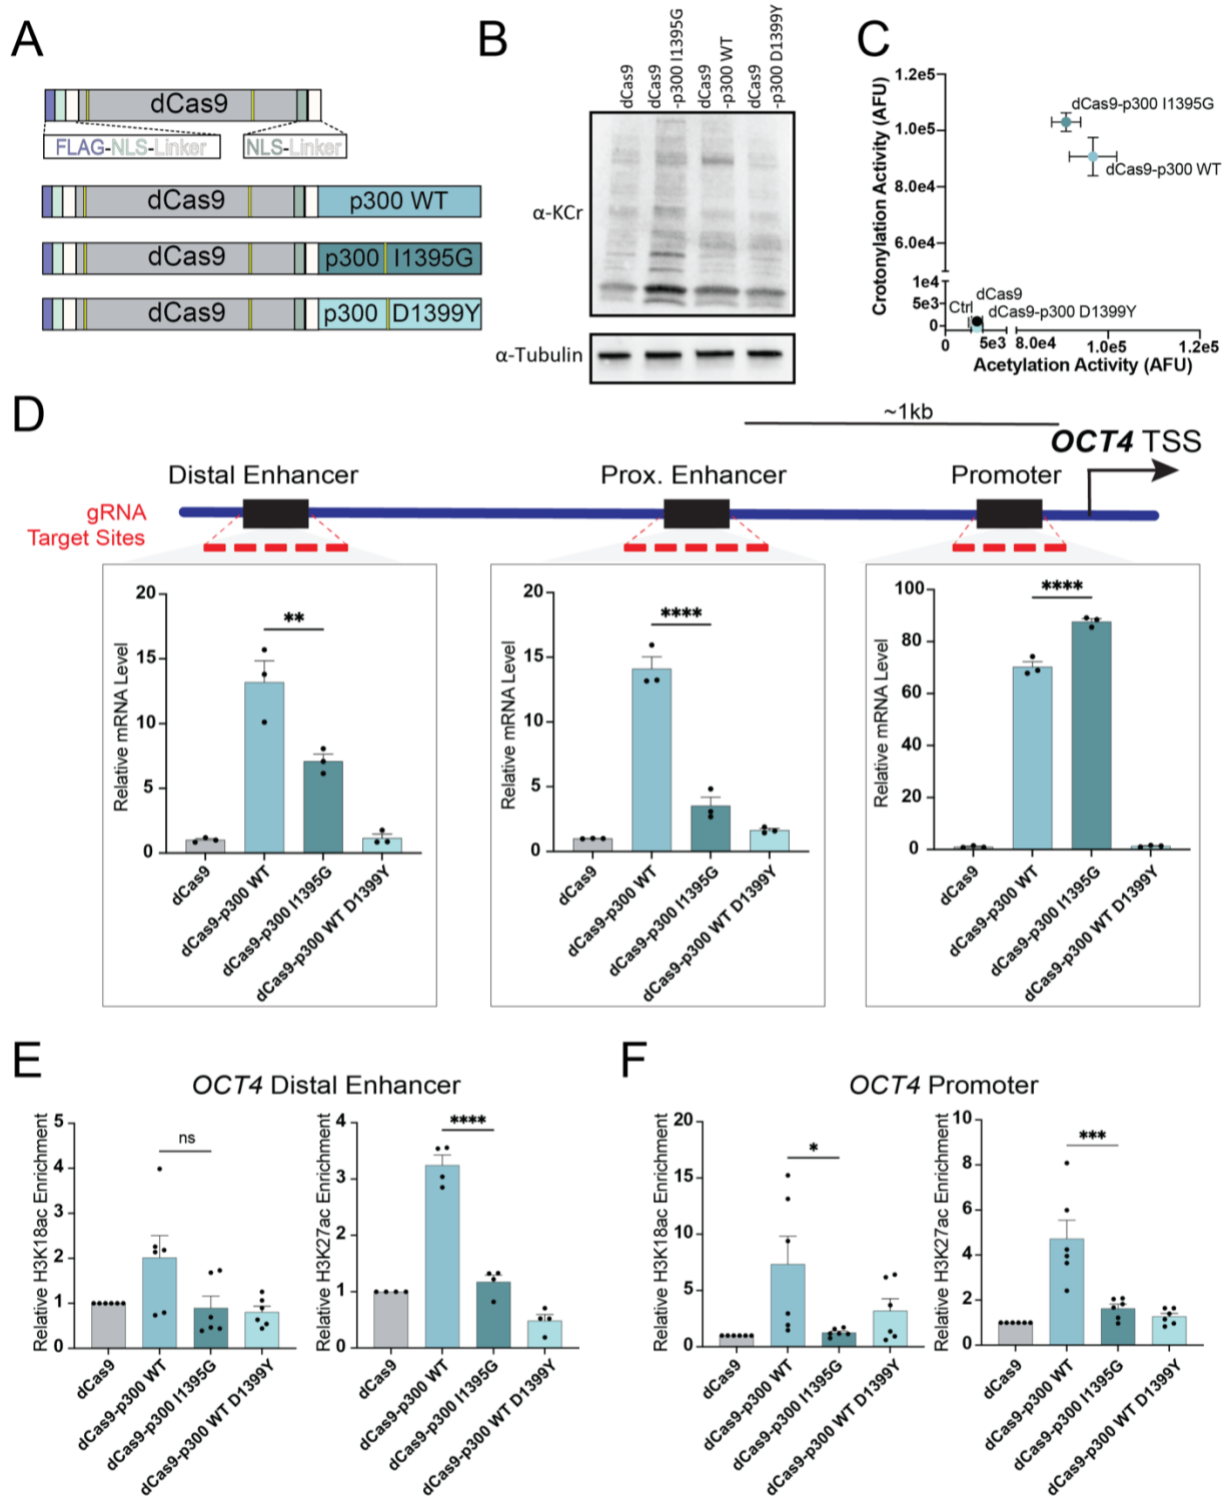 A
dCas9
FLAG-NLS-Linker
NLS-Linker
dCas9
p300 WT
dCas9
p300 I1395G
dCas9
p300 D1399Y
B
dCas9
dCas9
-p300 I1395G
dCas9
-p300 WT
dCas9
-p300 D1399Y
α-KCr
α-Tubulin
C
Crotonylation Activity (AFU)
1.2e5
1.0e5
8.0e4
6.0e4
1e4
5e3
0
dCas9-p300 I1395G
dCas9-p300 WT
dCas9
Ctrl
dCas9-p300 D1399Y
0
5e3
8.0e4
1.0e5
1.2e5
Acetylation Activity (AFU)
D
~1kb
OCT4 TSS
Distal Enhancer
Prox. Enhancer
Promoter
gRNA
Target Sites
Relative mRNA Level
20
15
10
5
0
**
dCas9
dCas9-p300 WT
dCas9-p300 I1395G
dCas9-p300 WT D1399Y
Relative mRNA Level
20
15
10
5
0
****
dCas9
dCas9-p300 WT
dCas9-p300 I1395G
dCas9-p300 WT D1399Y
Relative mRNA Level
100
80
60
40
20
0
****
dCas9
dCas9-p300 WT
dCas9-p300 I1395G
dCas9-p300 WT D1399Y
E
OCT4 Distal Enhancer
Relative H3K18ac Enrichment
5
4
3
2
1
0
ns
dCas9
dCas9-p300 WT
dCas9-p300 I1395G
dCas9-p300 WT D1399Y
Relative H3K27ac Enrichment
4
3
2
1
0
****
dCas9
dCas9-p300 WT
dCas9-p300 I1395G
dCas9-p300 WT D1399Y
F
OCT4 Promoter
Relative H3K18ac Enrichment
20
15
10
5
0
*
dCas9
dCas9-p300 WT
dCas9-p300 I1395G
dCas9-p300 WT D1399Y
Relative H3K27ac Enrichment
10
8
6
4
2
0
***
dCas9
dCas9-p300 WT
dCas9-p300 I1395G
dCas9-p300 WT D1399Y